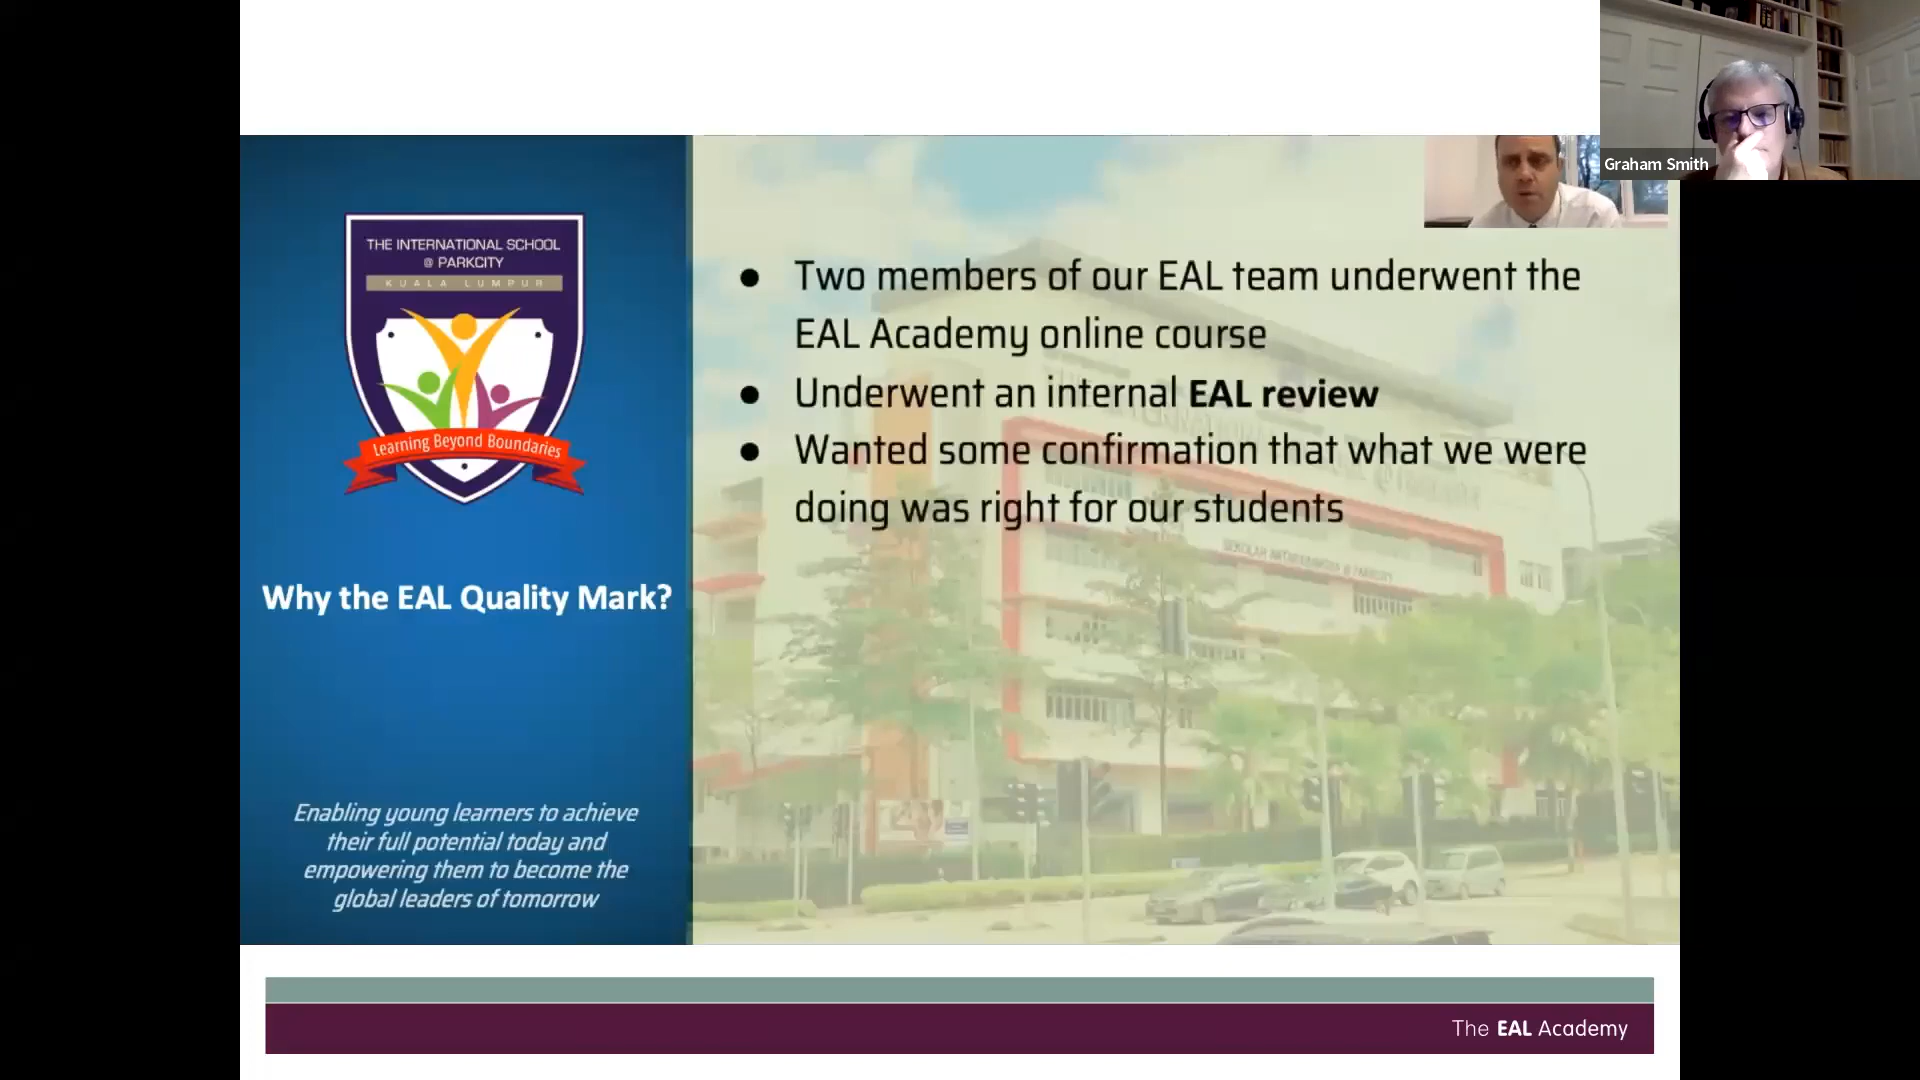 Graham Smith
THE INTERNATIONAL SCHOOL
@ PARKCITY
KUALA LUMPUR
Learning Beyond Boundaries
Why the EAL Quality Mark?
Enabling young learners to achieve
their full potential today and
empowering them to become the
global leaders of tomorrow
● Two members of our EAL team underwent the
EAL Academy online course
● Underwent an internal EAL review
● Wanted some confirmation that what we were
doing was right for our students
The EAL Academy